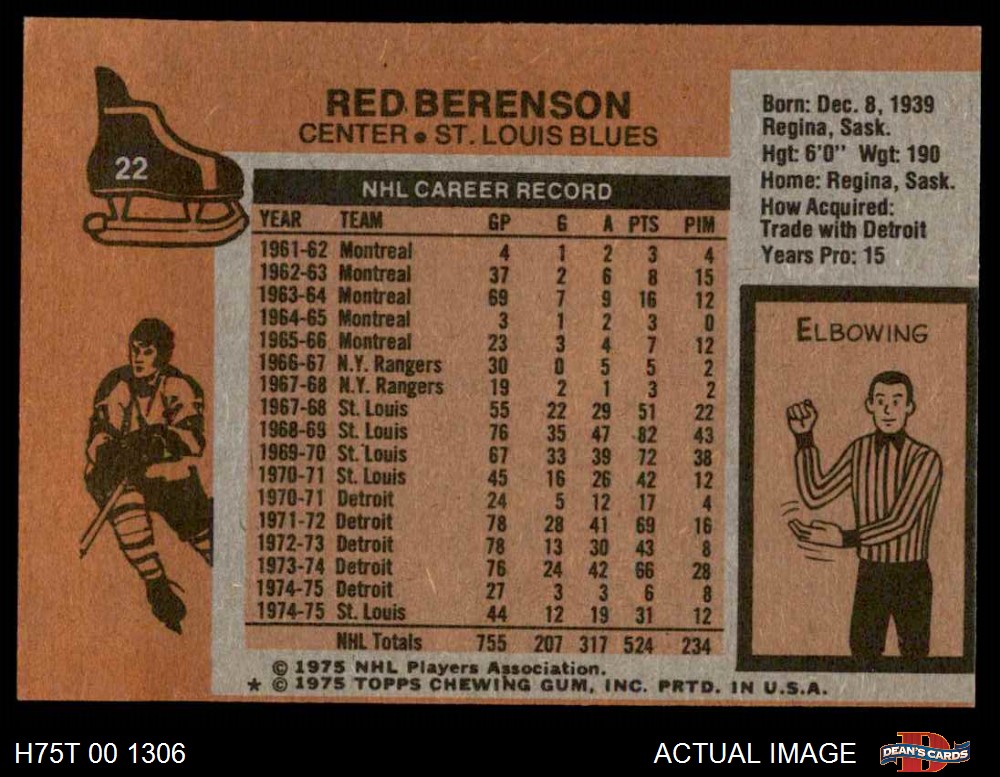 22
RED BERENSON
CENTER • ST. LOUIS BLUES
Born: Dec. 8, 1939
Regina, Sask.
Hgt: 6'0" Wgt: 190
Home: Regina, Sask.
How Acquired:
Trade with Detroit
Years Pro: 15
NHL CAREER RECORD
YEAR TEAM GP G A PTS PIM
1961-62 Montreal 4 1 2 3 4
1962-63 Montreal 37 2 6 8 15
1963-64 Montreal 69 7 9 16 12
1964-65 Montreal 3 1 2 3 0
1965-66 Montreal 23 3 4 7 12
1966-67 N.Y. Rangers 30 0 5 5 2
1967-68 N.Y. Rangers 19 2 1 3 2
1967-68 St. Louis 55 22 29 51 22
1968-69 St. Louis 76 35 47 82 43
1969-70 St. Louis 67 33 39 72 38
1970-71 St. Louis 45 16 26 42 12
1970-71 Detroit 24 5 12 17 4
1971-72 Detroit 78 28 41 69 16
1972-73 Detroit 78 13 30 43 8
1973-74 Detroit 76 24 42 66 28
1974-75 Detroit 27 3 3 6 8
1974-75 St. Louis 44 12 19 31 12
NHL Totals 755 207 317 524 234
ELBOWING
© 1975 NHL Players Association.
* © 1975 TOPPS CHEWING GUM, INC. PRTD. IN U.S.A.
H75T 00 1306
ACTUAL IMAGE
D
DEAN'S CARDS